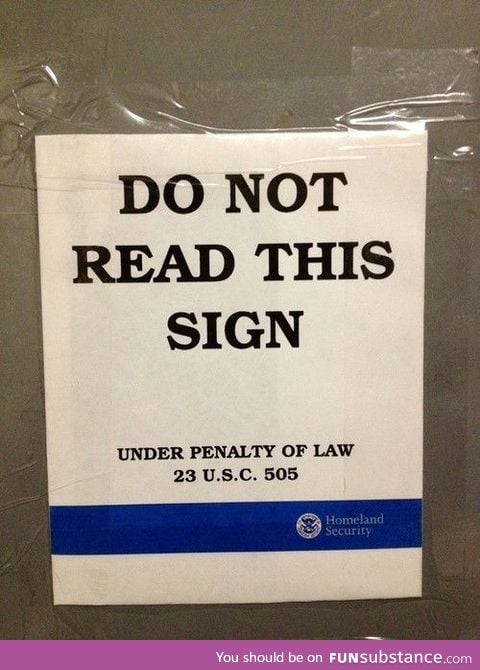 DO NOT
READ THIS
SIGN
UNDER PENALTY OF LAW
23 U.S.C. 505
Homeland
Security
You should be on FUNsubstance.com